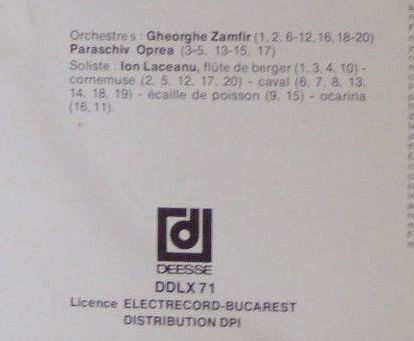 Orchestres : Gheorghe Zamfir (1, 2, 6-12, 16, 18-20)
Paraschiv Oprea (3-5, 13-15, 17)
Soliste : Ion Laceanu, flûte de berger (1, 3, 4, 10) -
cornemuse (2, 5, 12, 17, 20) - caval (6, 7, 8, 13,
14, 18, 19) - écaille de poisson (9, 15) - ocarina
(16, 11).
d
DEESSE
DDLX 71
Licence ELECTRECORD-BUCAREST
DISTRIBUTION DPI